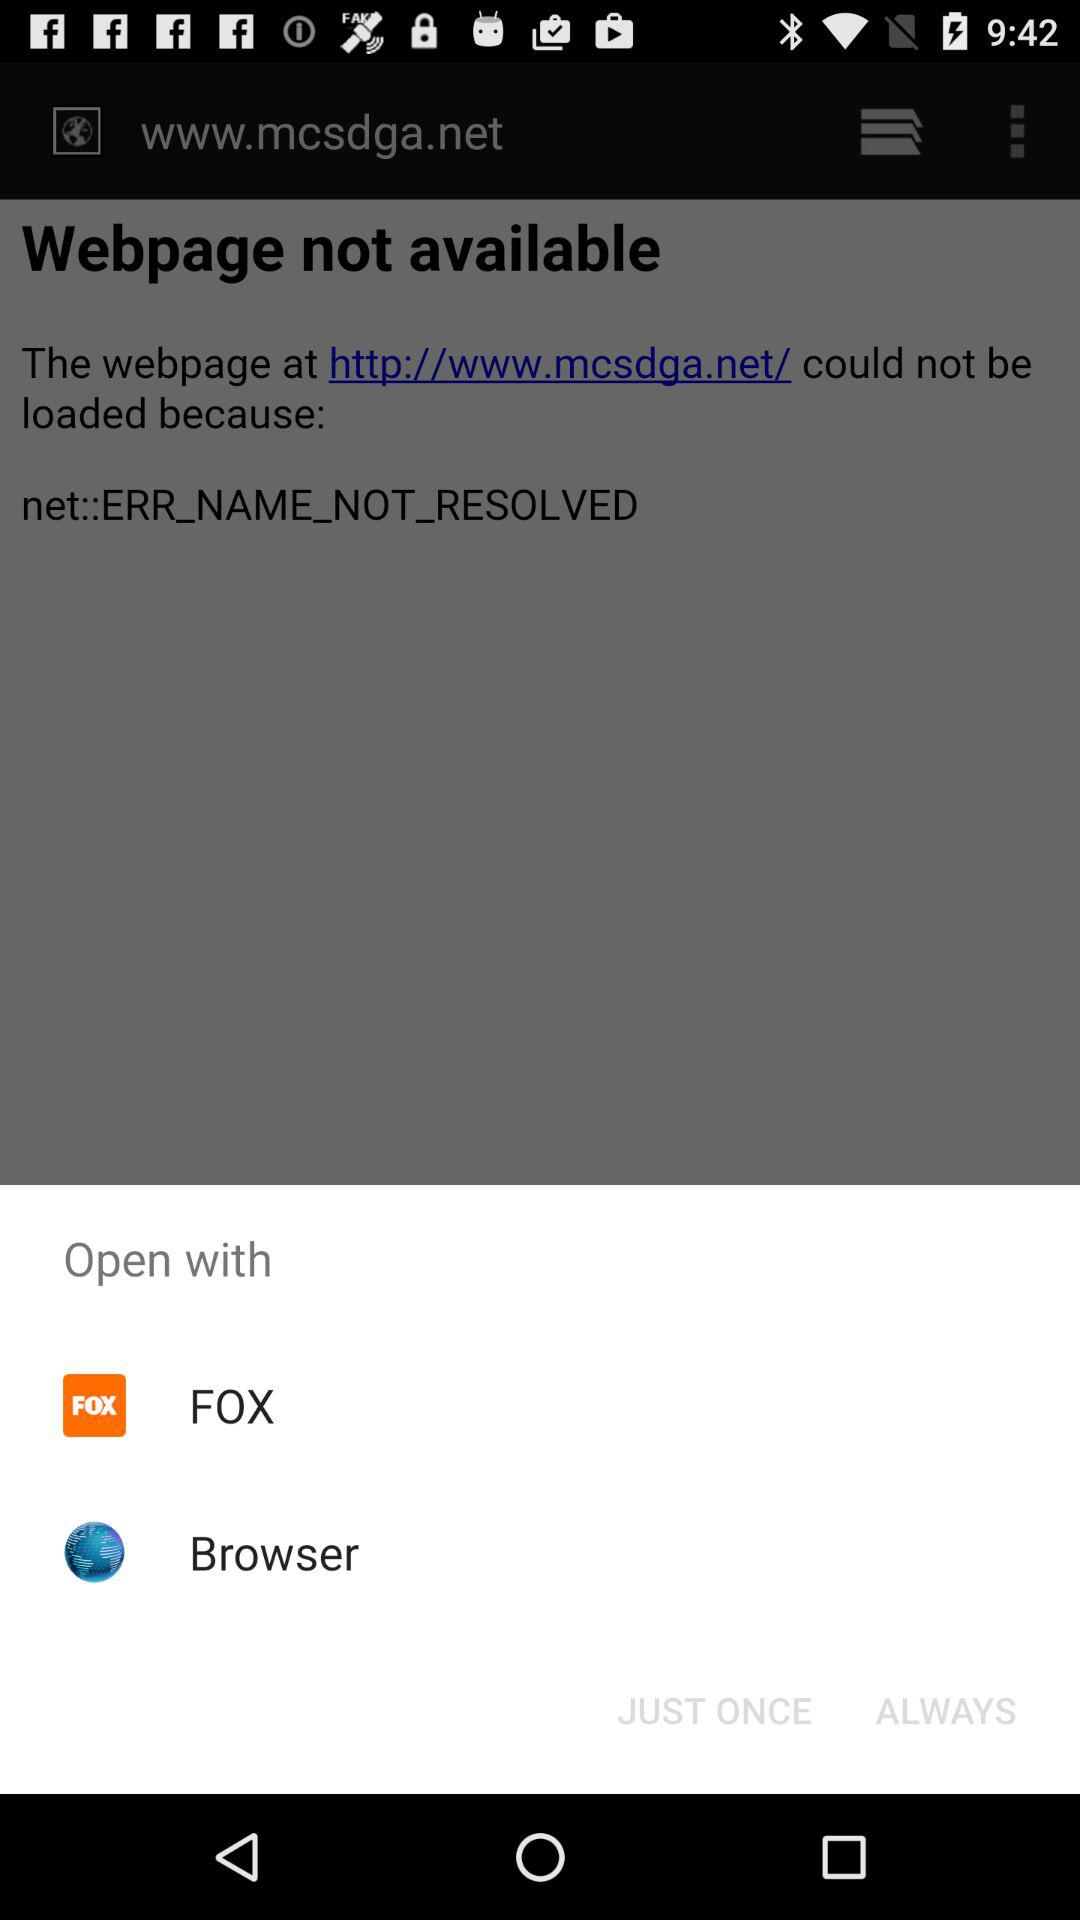 FAKE
9:42
www.mcsdga.net
Webpage not available
The webpage at http://www.mcsdga.net/ could not be
loaded because:
net::ERR_NAME_NOT_RESOLVED
Open with
FOX FOX
Browser
JUST ONCE ALWAYS